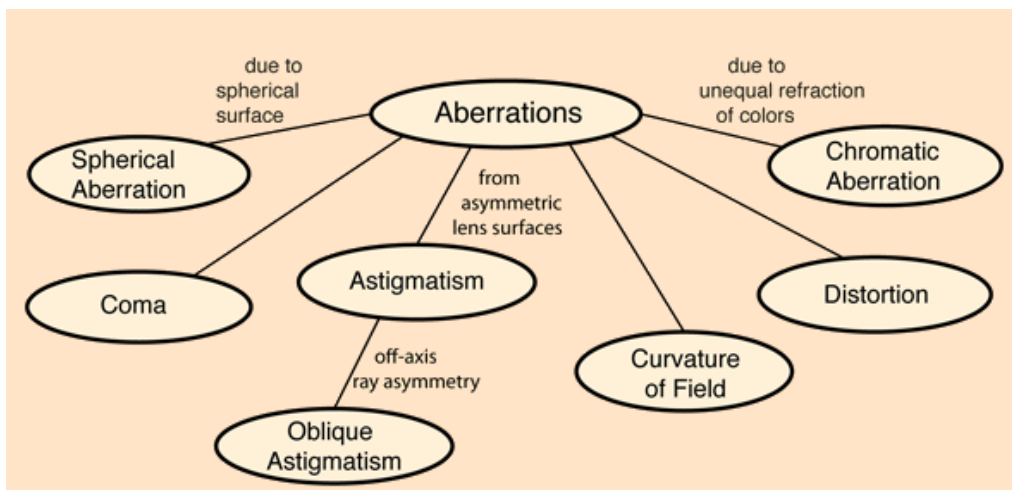 due to
spherical
surface
Aberrations
due to
unequal refraction
of colors
Spherical
Aberration
Chromatic
Aberration
from
asymmetric
lens surfaces
Coma
Astigmatism
Distortion
off-axis
ray asymmetry
Curvature
of Field
Oblique
Astigmatism